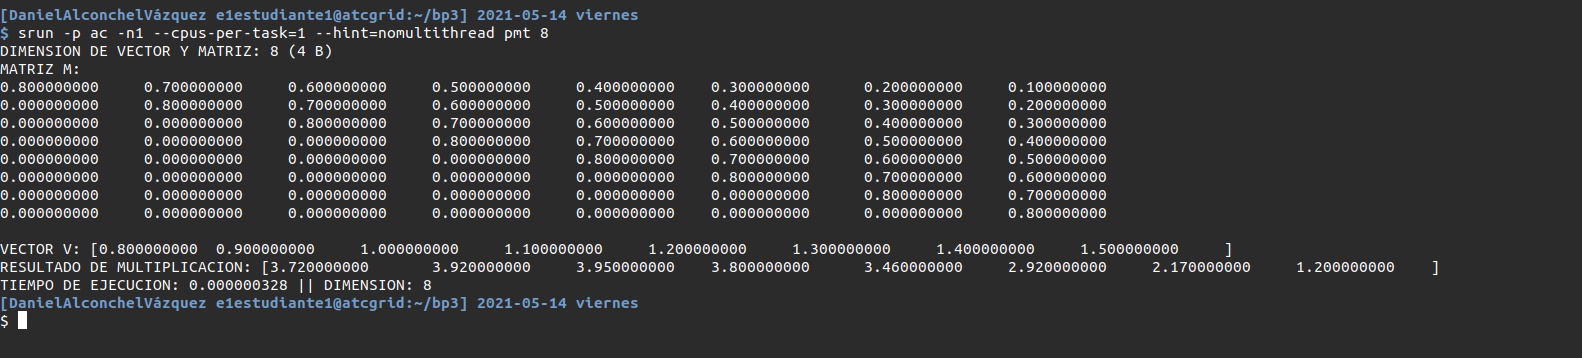 [DanielAlconchelVázquez e1estudiante1@atcgrid:~/bp3] 2021-05-14 viernes
$ srun -p ac -n1 --cpus-per-task=1 --hint=nomultithread pmt 8
DIMENSION DE VECTOR Y MATRIZ: 8 (4 B)
MATRIZ M:
0.800000000 0.700000000 0.600000000 0.500000000 0.400000000 0.300000000 0.200000000 0.100000000
0.000000000 0.800000000 0.700000000 0.600000000 0.500000000 0.400000000 0.300000000 0.200000000
0.000000000 0.000000000 0.800000000 0.700000000 0.600000000 0.500000000 0.400000000 0.300000000
0.000000000 0.000000000 0.000000000 0.800000000 0.700000000 0.600000000 0.500000000 0.400000000
0.000000000 0.000000000 0.000000000 0.000000000 0.800000000 0.700000000 0.600000000 0.500000000
0.000000000 0.000000000 0.000000000 0.000000000 0.000000000 0.800000000 0.700000000 0.600000000
0.000000000 0.000000000 0.000000000 0.000000000 0.000000000 0.000000000 0.800000000 0.700000000
0.000000000 0.000000000 0.000000000 0.000000000 0.000000000 0.000000000 0.000000000 0.800000000
VECTOR V: [0.800000000 0.900000000 1.000000000 1.100000000 1.200000000 1.300000000 1.400000000 1.500000000 ]
RESULTADO DE MULTIPLICACION: [3.720000000 3.920000000 3.950000000 3.800000000 3.460000000 2.920000000 2.170000000 1.200000000 ]
TIEMPO DE EJECUCION: 0.000000328 || DIMENSION: 8
[DanielAlconchelVázquez e1estudiante1@atcgrid:~/bp3] 2021-05-14 viernes
$